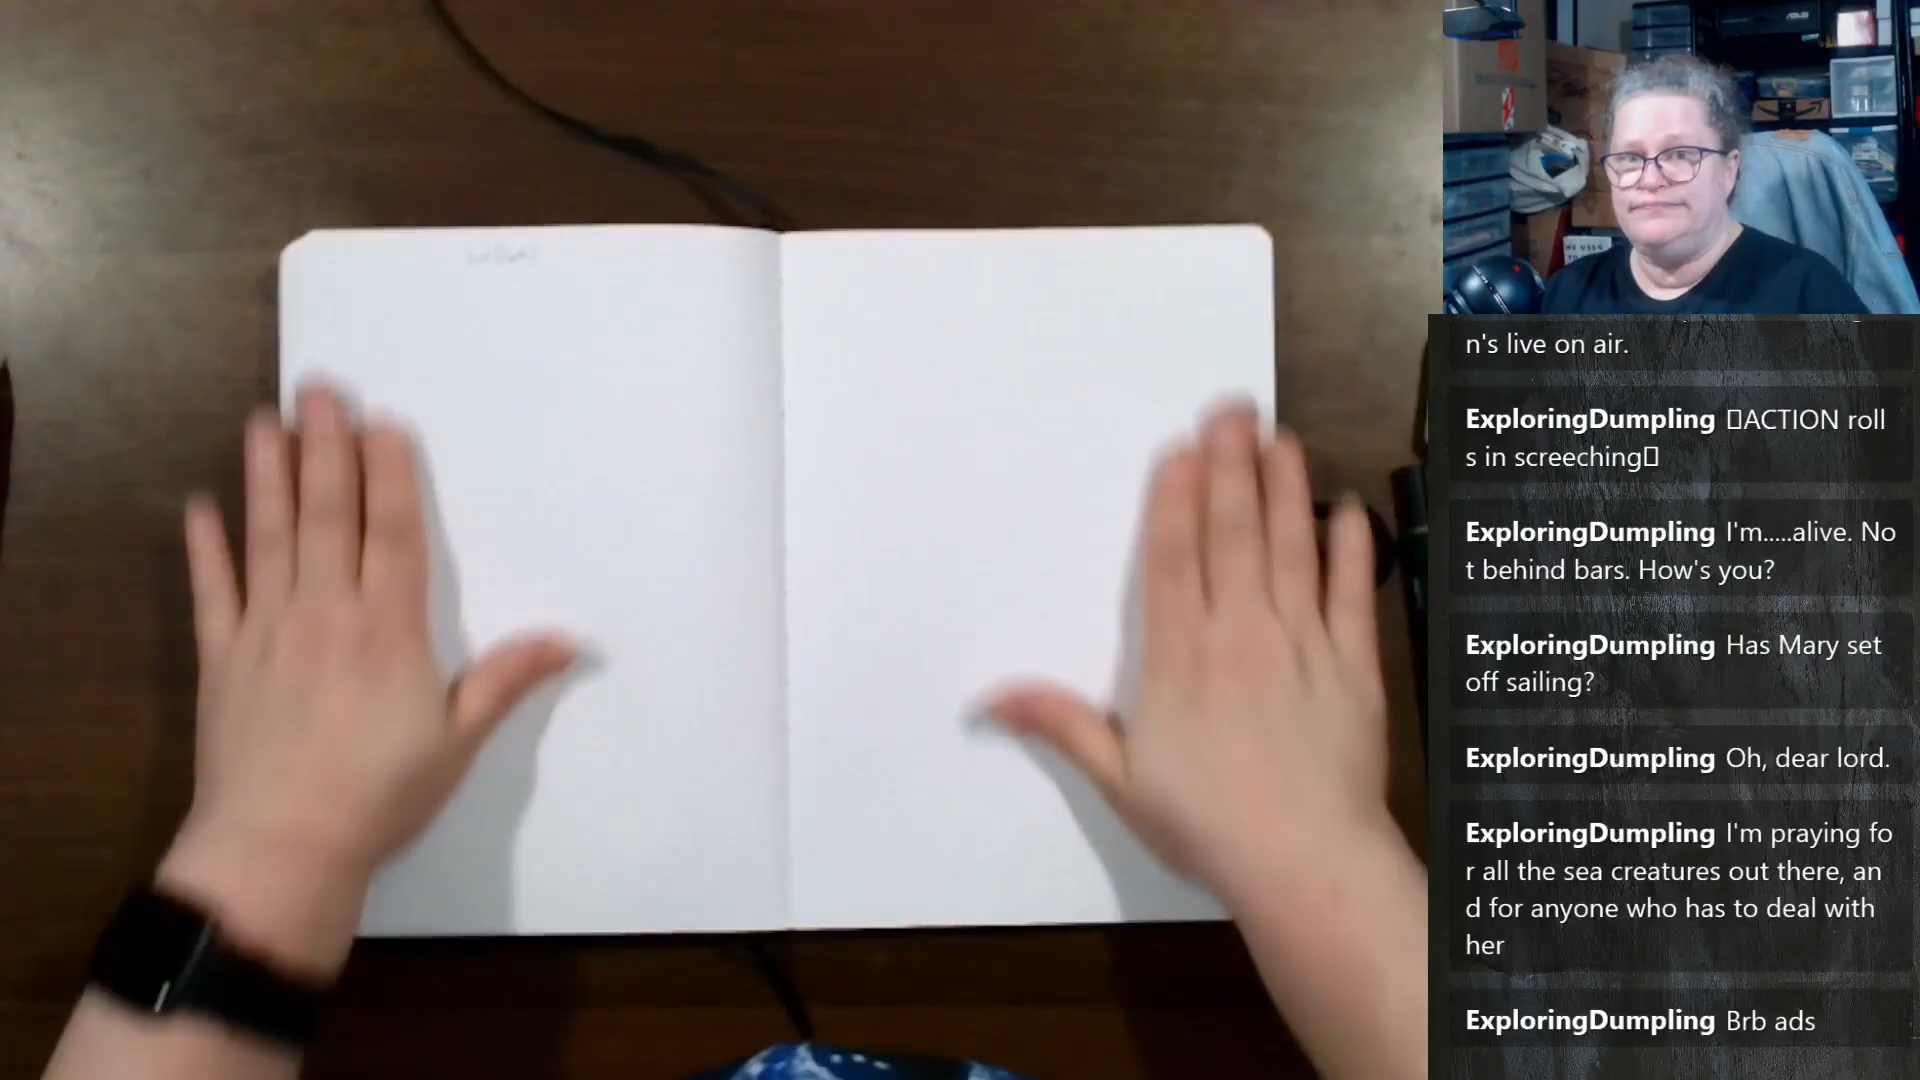 ASUS
n's live on air.
ExploringDumpling ▯ACTION roll
s in screeching▯
ExploringDumpling I'm.....alive. No
t behind bars. How's you?
ExploringDumpling Has Mary set
off sailing?
ExploringDumpling Oh, dear lord.
ExploringDumpling I'm praying fo
r all the sea creatures out there, an
d for anyone who has to deal with
her
ExploringDumpling Brb ads